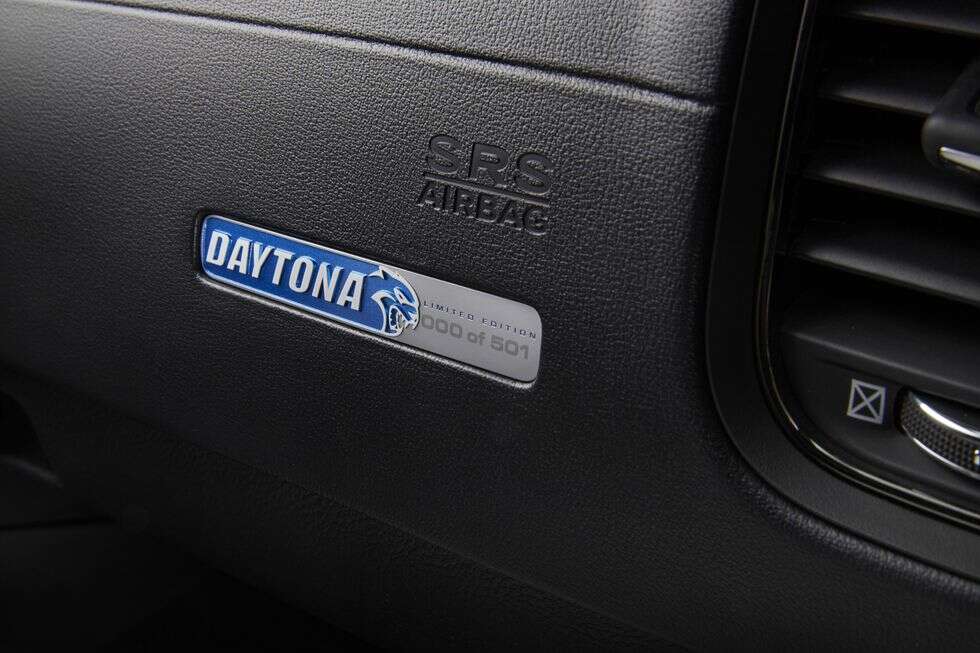 SRS
AIRBAG
DAYTONA
LIMITED EDITION
000 of 501